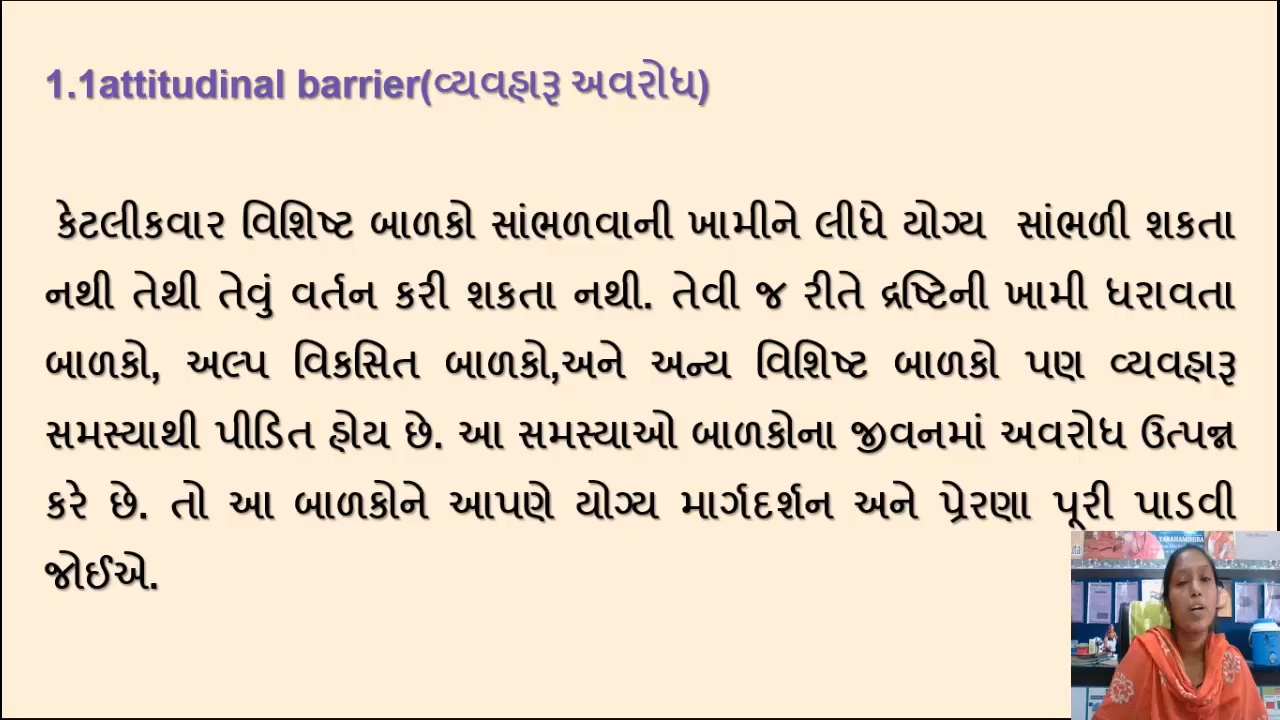 1.1attitudinal barrier(વ્યવહારૂ અવરોધ)
કેટલીકવાર વિશિષ્ટ બાળકો સાંભળવાની ખામીને લીધે યોગ્ય સાંભળી શકતા
નથી તેથી તેવું વર્તન કરી શકતા નથી. તેવી જ રીતે દ્રષ્ટિની ખામી ધરાવતા
બાળકો, અલ્પ વિકસિત બાળકો,અને અન્ય વિશિષ્ટ બાળકો પણ વ્યવહારૂ
સમસ્યાથી પીડિત હોય છે. આ સમસ્યાઓ બાળકોના જીવનમાં અવરોધ ઉત્પન્ન
કરે છે. તો આ બાળકોને આપણે યોગ્ય માર્ગદર્શન અને પ્રેરણા પૂરી પાડવી
જોઈએ.
VARAHAMIHIRA